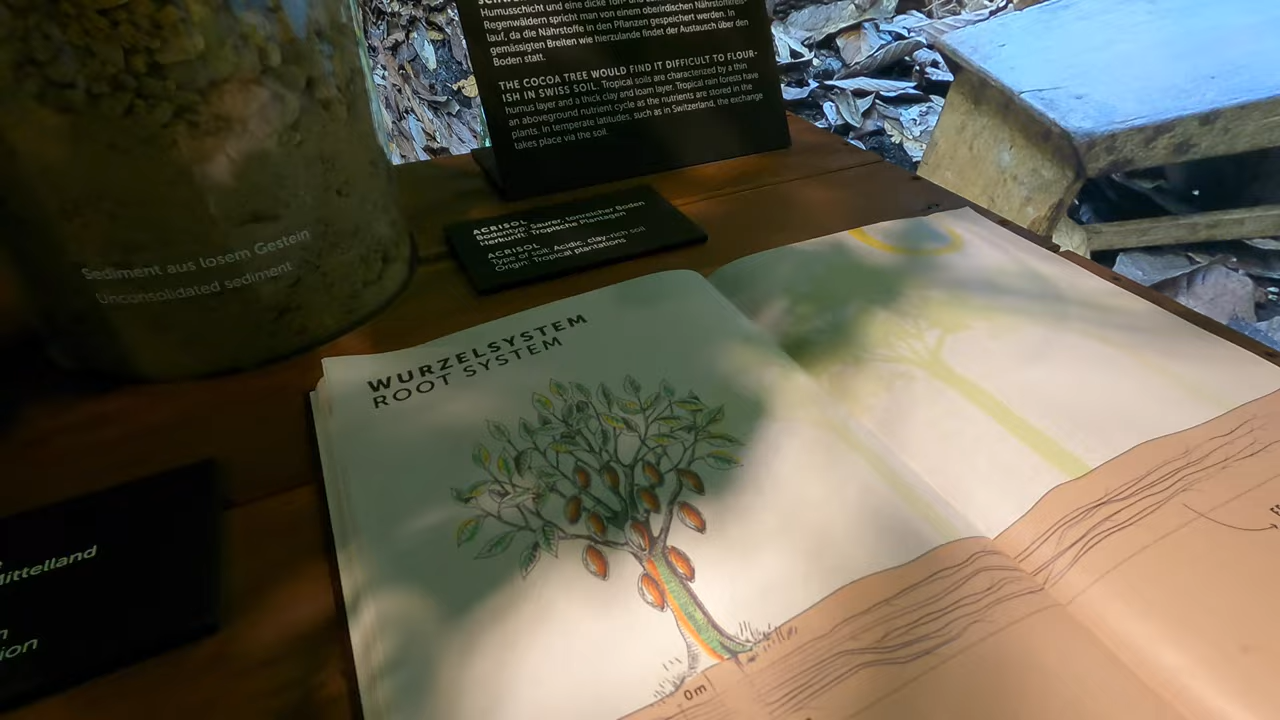 Humusschicht und eine dicke Ton- und
Regenwäldern spricht man von einem oberirdischen Nährstoffkreis-
lauf, da die Nährstoffe in den Pflanzen gespeichert werden. In
gemässigten Breiten wie hierzulande findet der Austausch über den
Boden statt.
THE COCOA TREE WOULD FIND IT DIFFICULT TO FLOUR-
ISH IN SWISS SOIL. Tropical soils are characterized by a thin
humus layer and a thick clay and loam layer. Tropical rain forests have
an aboveground nutrient cycle as the nutrients are stored in the
plants. In temperate latitudes, such as in Switzerland, the exchange
takes place via the soil.
ACRISOL
Bodentyp: Saurer, tonreicher Boden
Herkunft: Tropische Plantagen
ACRISOL
Type of soil: Acidic, clay-rich soil
Origin: Tropical plantations
Sediment aus losem Gestein
Unconsolidated sediment
WURZELSYSTEM
ROOT SYSTEM
Mittelland
0m